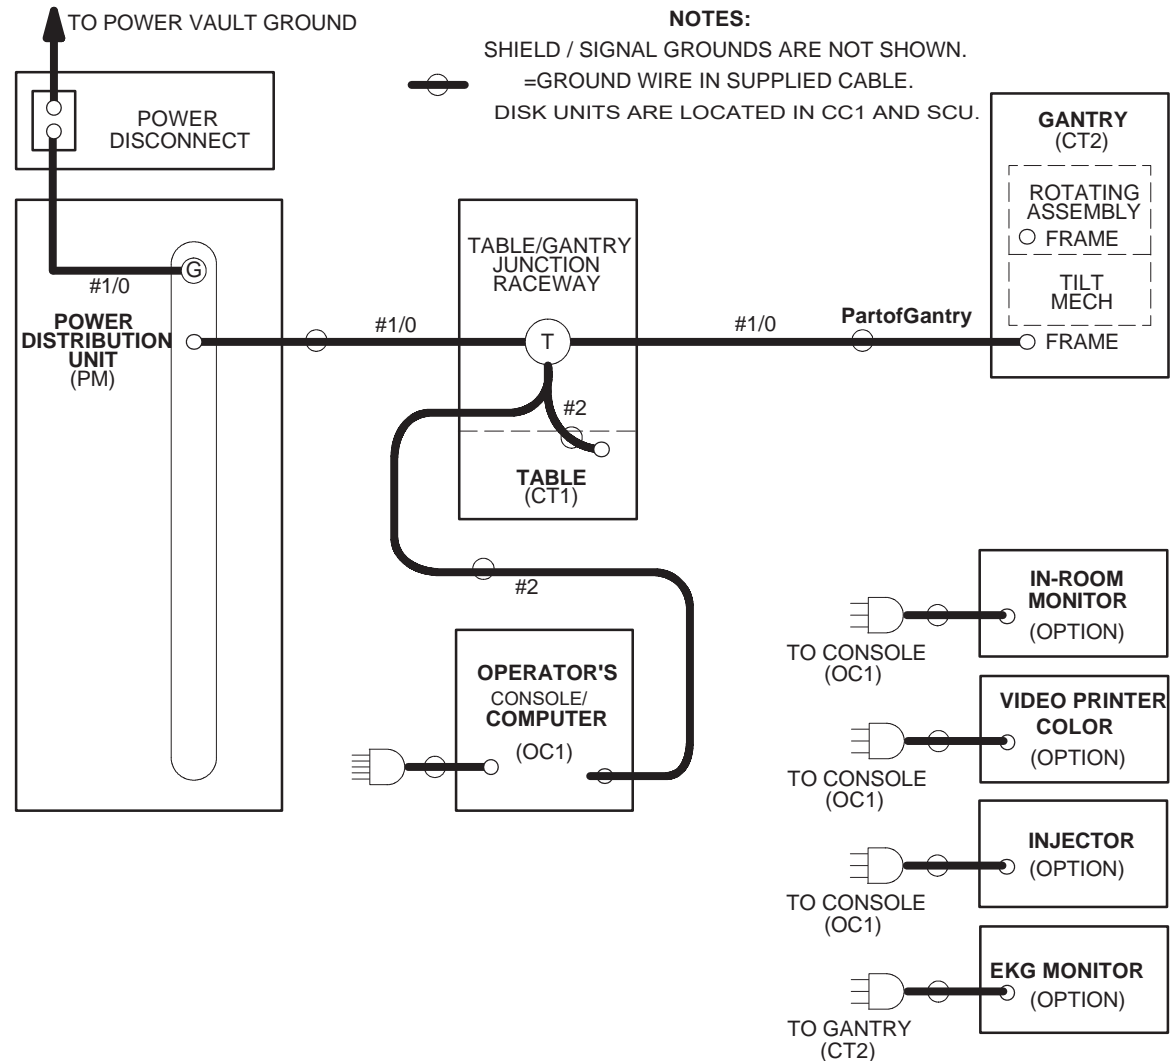 TO POWER VAULT GROUND
NOTES:
SHIELD / SIGNAL GROUNDS ARE NOT SHOWN.
=GROUND WIRE IN SUPPLIED CABLE.
DISK UNITS ARE LOCATED IN CC1 AND SCU.
POWER
DISCONNECT
G
#1/0
POWER
DISTRIBUTION
UNIT
(PM)
#1/0
TABLE/GANTRY
JUNCTION
RACEWAY
T
#2
TABLE
(CT1)
#1/0
PartofGantry
GANTRY
(CT2)
ROTATING
ASSEMBLY
FRAME
TILT
MECH
FRAME
#2
OPERATOR'S
CONSOLE/
COMPUTER
(OC1)
IN-ROOM
MONITOR
(OPTION)
TO CONSOLE
(OC1)
VIDEO PRINTER
COLOR
(OPTION)
TO CONSOLE
(OC1)
INJECTOR
(OPTION)
TO CONSOLE
(OC1)
EKG MONITOR
(OPTION)
TO GANTRY
(CT2)